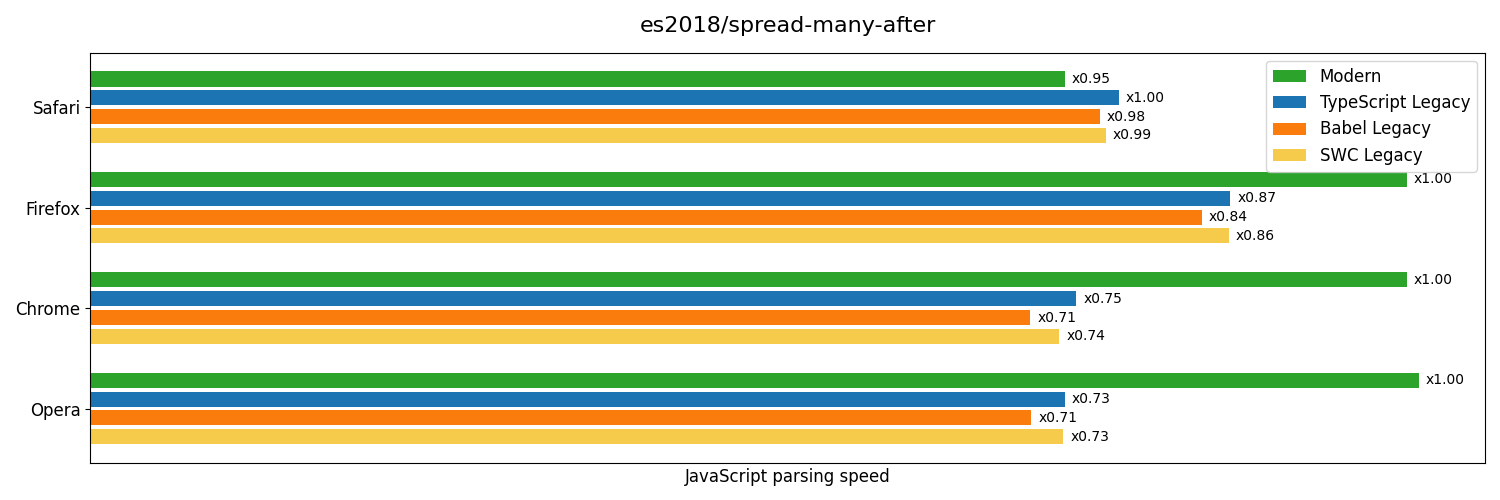 es2018/spread-many-after
Modern
TypeScript Legacy
Babel Legacy
SWC Legacy
Safari
x0.95
x1.00
x0.98
x0.99
Firefox
x1.00
x0.87
x0.84
x0.86
Chrome
x1.00
x0.75
x0.71
x0.74
Opera
x1.00
x0.73
x0.71
x0.73
JavaScript parsing speed